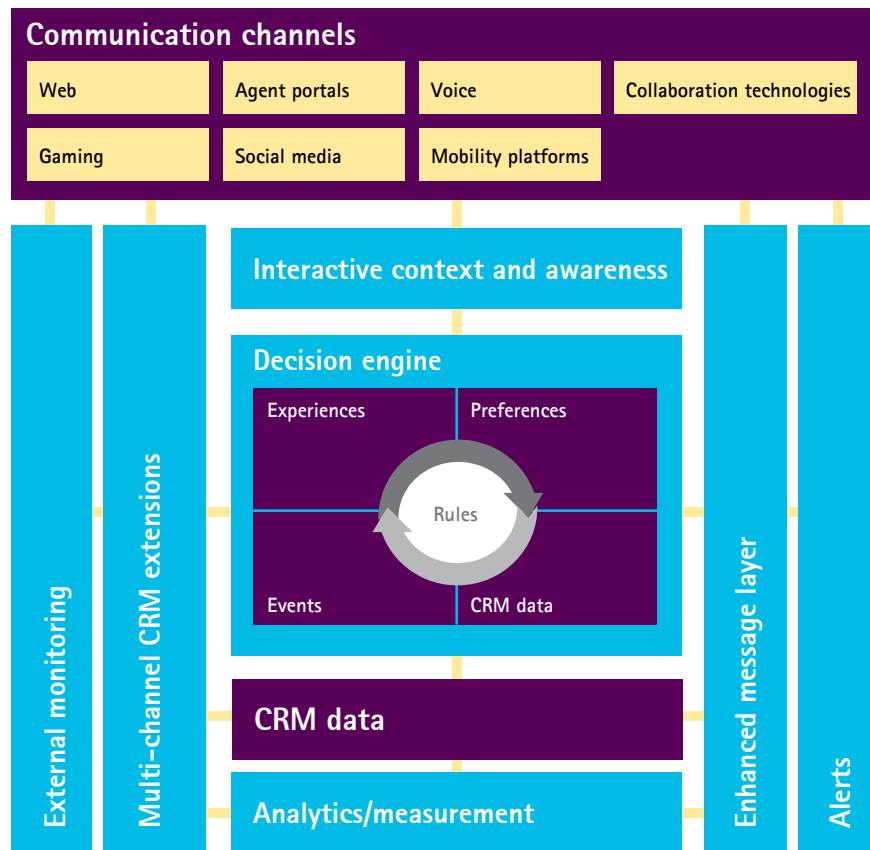 Communication channels
Web
Agent portals
Voice
Collaboration technologies
Gaming
Social media
Mobility platforms
External monitoring
Multi-channel CRM extensions
Interactive context and awareness
Decision engine
Experiences
Preferences
Rules
Events
CRM data
CRM data
Analytics/measurement
Enhanced message layer
Alerts